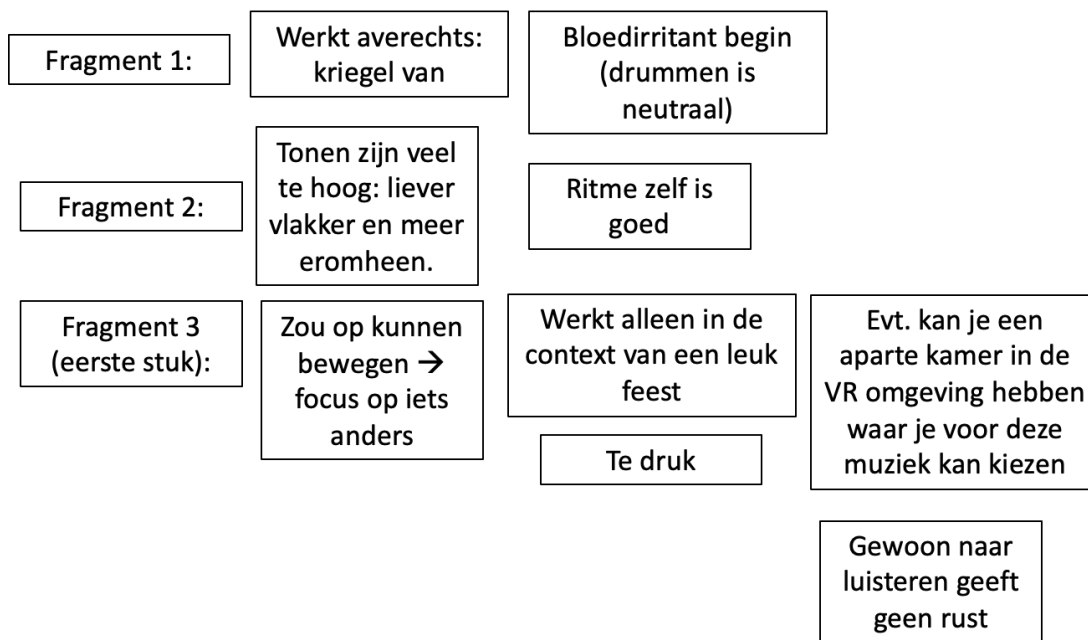 Fragment 1:
Werkt averechts:
kriegel van
Bloedirritant begin
(drummen is
neutraal)
Fragment 2:
Tonen zijn veel
te hoog: liever
vlakker en meer
eromheen.
Ritme zelf is
goed
Fragment 3
(eerste stuk):
Zou op kunnen
bewegen →
focus op iets
anders
Werkt alleen in de
context van een leuk
feest
Te druk
Evt. kan je een
aparte kamer in de
VR omgeving hebben
waar je voor deze
muziek kan kiezen
Gewoon naar
luisteren geeft
geen rust